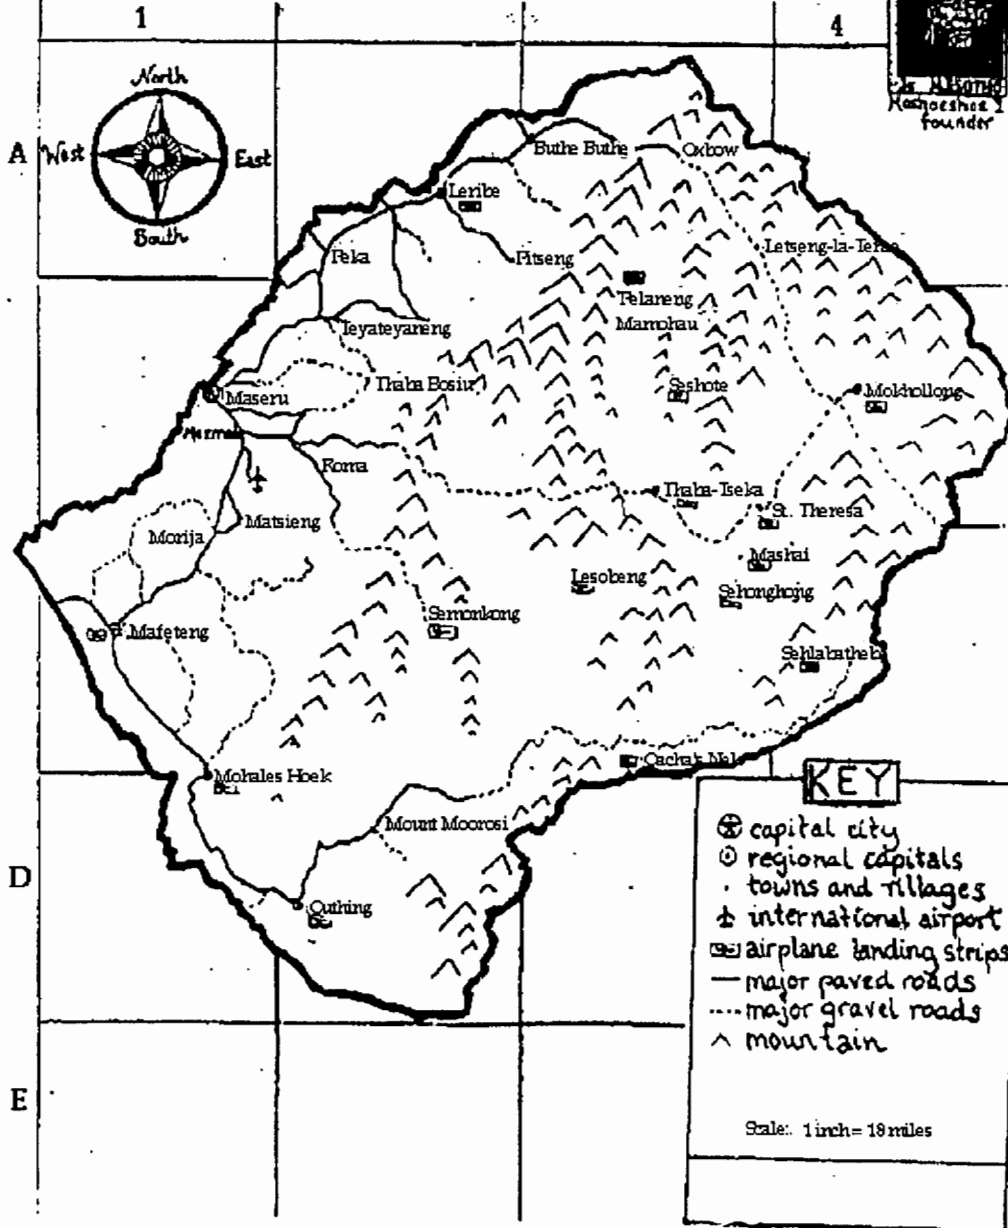 1
4
Moshoeshoe I
founder
North
A
West
East
South
Buthe Buthe
Oxbow
Leribe
Peka
Pitseng
Letseng-la-Terae
Pelaneng
Mamohau
Teyateyaneng
Thaba Bosiu
Seshote
Mokhollong
Maseru
Roma
Thaba-Tseka
St. Theresa
Matsieng
Morija
Mashai
Lesobeng
Sehonghong
Semonkong
Mafeteng
Sehlabathebe
Qacha's Nek
Mohales Hoek
Mount Moorosi
D
Quthing
KEY
capital city
regional capitals
towns and villages
international airport
airplane landing strips
major paved roads
major gravel roads
mountain
E
Scale: 1 inch= 18 miles